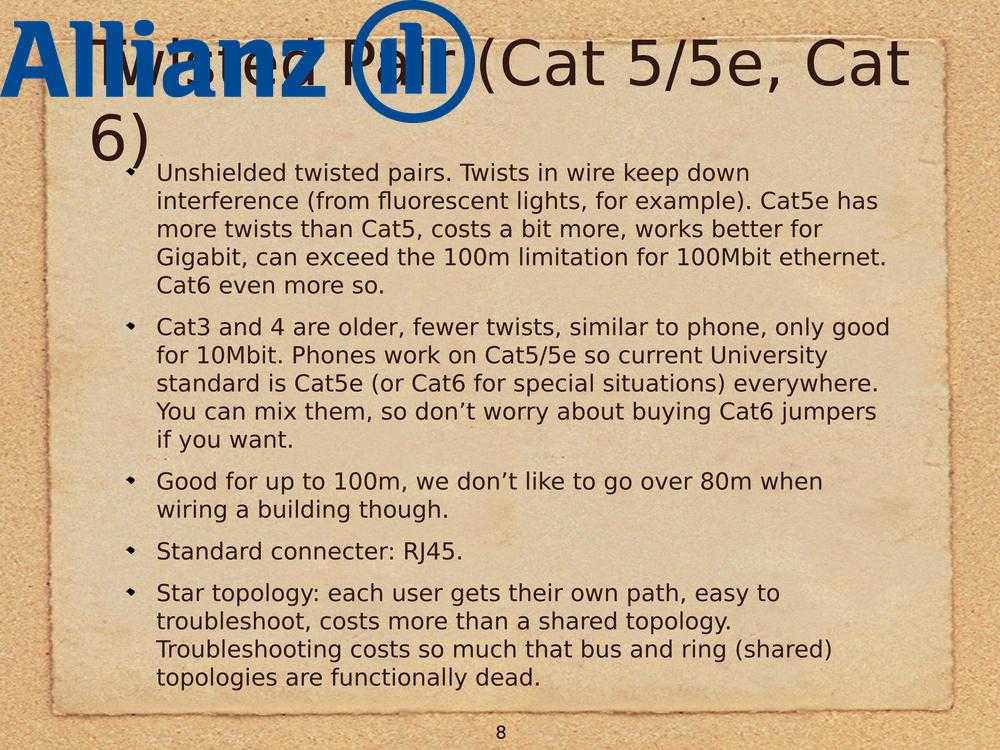 Allianz
Twisted Pair (Cat 5/5e, Cat
6)
Unshielded twisted pairs. Twists in wire keep down
interference (from fluorescent lights, for example). Cat5e has
more twists than Cat5, costs a bit more, works better for
Gigabit, can exceed the 100m limitation for 100Mbit ethernet.
Cat6 even more so.
Cat3 and 4 are older, fewer twists, similar to phone, only good
for 10Mbit. Phones work on Cat5/5e so current University
standard is Cat5e (or Cat6 for special situations) everywhere.
You can mix them, so don’t worry about buying Cat6 jumpers
if you want.
Good for up to 100m, we don’t like to go over 80m when
wiring a building though.
Standard connecter: RJ45.
Star topology: each user gets their own path, easy to
troubleshoot, costs more than a shared topology.
Troubleshooting costs so much that bus and ring (shared)
topologies are functionally dead.
8